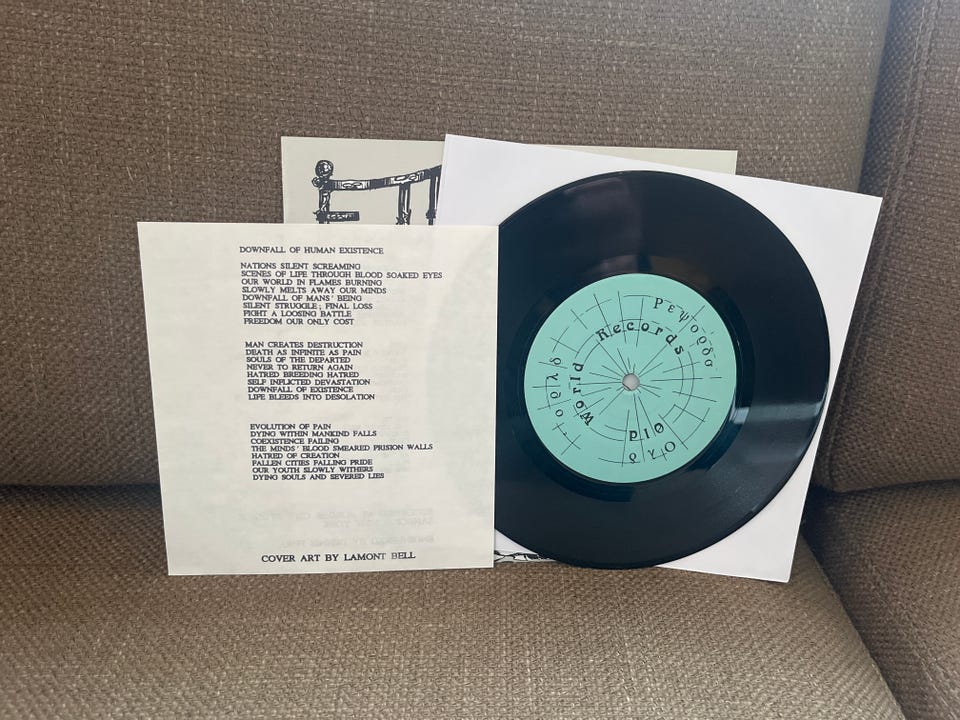 DOWNFALL OF HUMAN EXISTENCE
NATIONS SILENT SCREAMING
SCENES OF LIFE THROUGH BLOOD SOAKED EYES
OUR WORLD IN FLAMES BURNING
SLOWLY MELTS AWAY OUR MINDS
DOWNFALL OF MANS' BEING
SILENT STRUGGLE; FINAL LOSS
FIGHT A LOOSING BATTLE
FREEDOM OUR ONLY COST
MAN CREATES DESTRUCTION
DEATH AS INFINITE AS PAIN
SOULS OF THE DEPARTED
NEVER TO RETURN AGAIN
HATRED BREEDING HATRED
SELF INFLICTED DEVASTATION
DOWNFALL OF EXISTENCE
LIFE BLEEDS INTO DESOLATION
EVOLUTION OF PAIN
DYING WITHIN MANKIND FALLS
COEXISTENCE FAILING
THE MINDS' BLOOD SMEARED PRISION WALLS
HATRED OF CREATION
FALLEN CITIES FALLING PRIDE
OUR YOUTH SLOWLY WITHERS
DYING SOULS AND SEVERED LIES
COVER ART BY LAMONT BELL
Old World Records